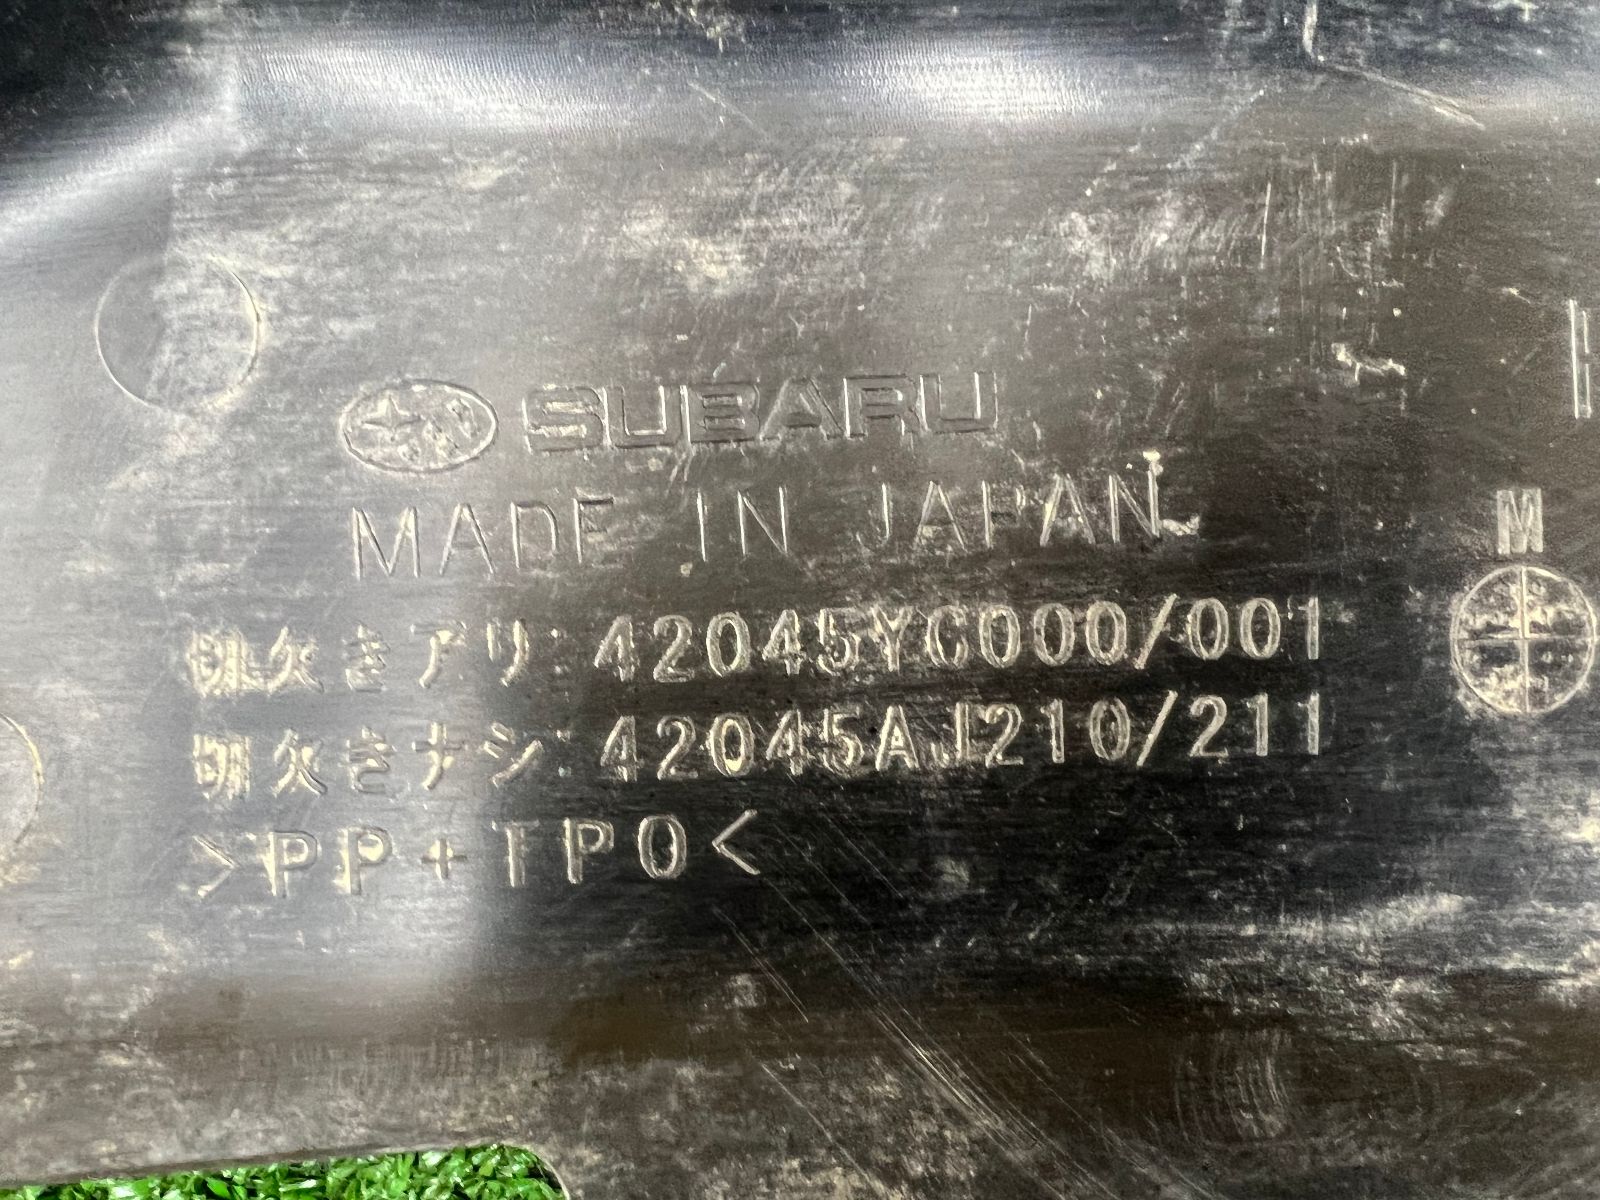 SUBARU
MADE IN JAPAN
M
切欠きアリ:42045YC000/001
切欠きナシ:42045AJ210/211
>PP+TPO<